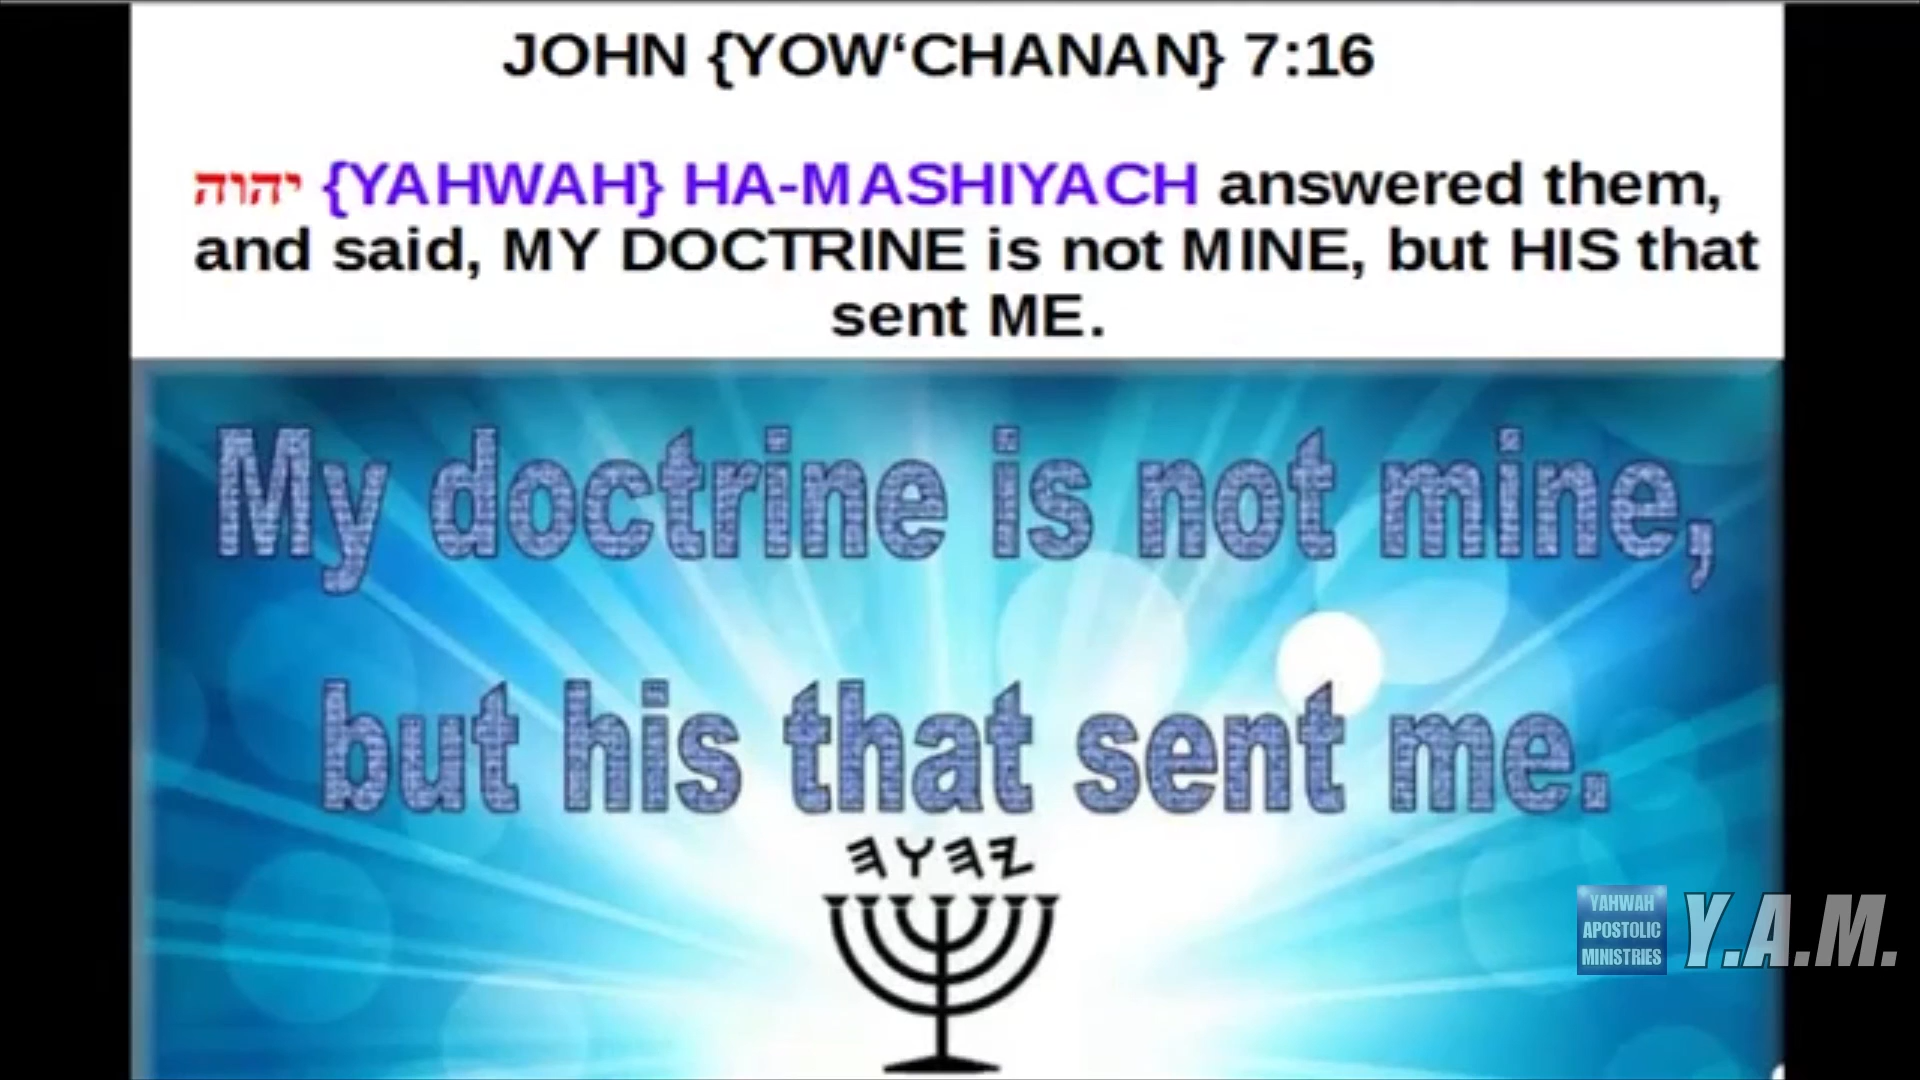 JOHN {YOW‘CHANAN} 7:16
יהוה {YAHWAH} HA-MASHIYACH answered them,
and said, MY DOCTRINE is not MINE, but HIS that
sent ME.
My doctrine is not mine,
but his that sent me.
𐤉𐤄𐤅𐤄
YAHWAH
APOSTOLIC
MINISTRIES
Y.A.M.